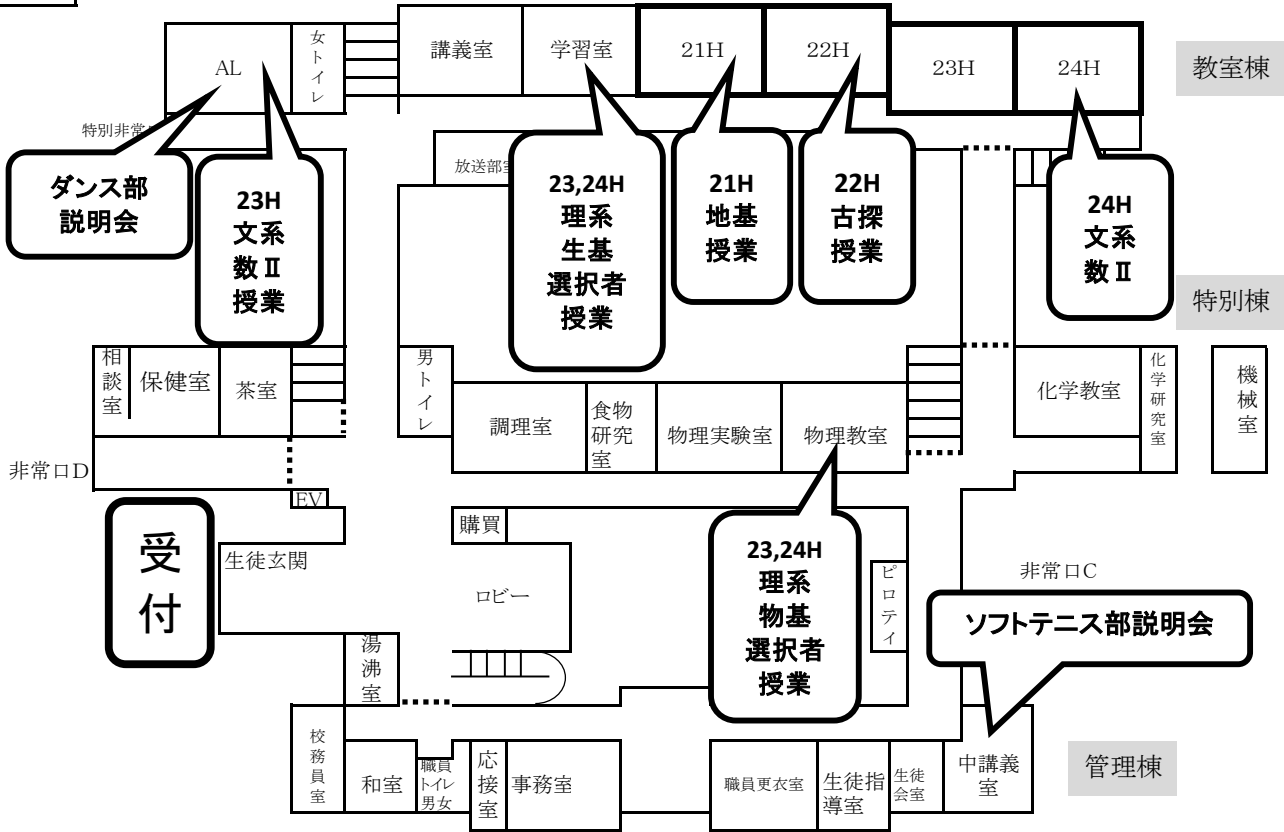 講義室
学習室
21H
22H
23H
24H
AL
女トイレ
教室棟
特別非常
放送部
ダンス部
説明会
23H
文系
数Ⅱ
授業
23,24H
理系
生基
選択者
授業
21H
地基
授業
22H
古探
授業
24H
文系
数Ⅱ
特別棟
相談室
保健室
茶室
男トイレ
調理室
食物
研究
室
物理実験室
物理教室
化学教室
化学研究室
機械室
非常口D
EV
受付
生徒玄関
購買
ロビー
23,24H
理系
物基
選択者
授業
ピロティ
非常口C
ソフトテニス部説明会
湯沸室
校務員室
和室
職員
トイレ
男女
応接室
事務室
職員更衣室
生徒指
導室
生徒
会室
中講義
室
管理棟